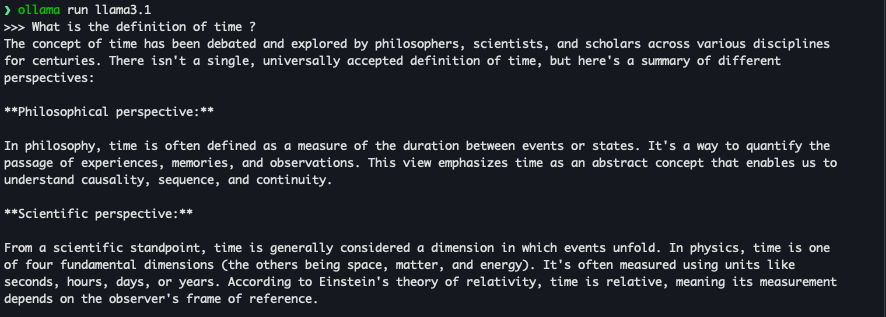 ❯ ollama run llama3.1
>>> What is the definition of time ?
The concept of time has been debated and explored by philosophers, scientists, and scholars across various disciplines
for centuries. There isn't a single, universally accepted definition of time, but here's a summary of different
perspectives:

**Philosophical perspective:**

In philosophy, time is often defined as a measure of the duration between events or states. It's a way to quantify the
passage of experiences, memories, and observations. This view emphasizes time as an abstract concept that enables us to
understand causality, sequence, and continuity.

**Scientific perspective:**

From a scientific standpoint, time is generally considered a dimension in which events unfold. In physics, time is one
of four fundamental dimensions (the others being space, matter, and energy). It's often measured using units like
seconds, hours, days, or years. According to Einstein's theory of relativity, time is relative, meaning its measurement
depends on the observer's frame of reference.